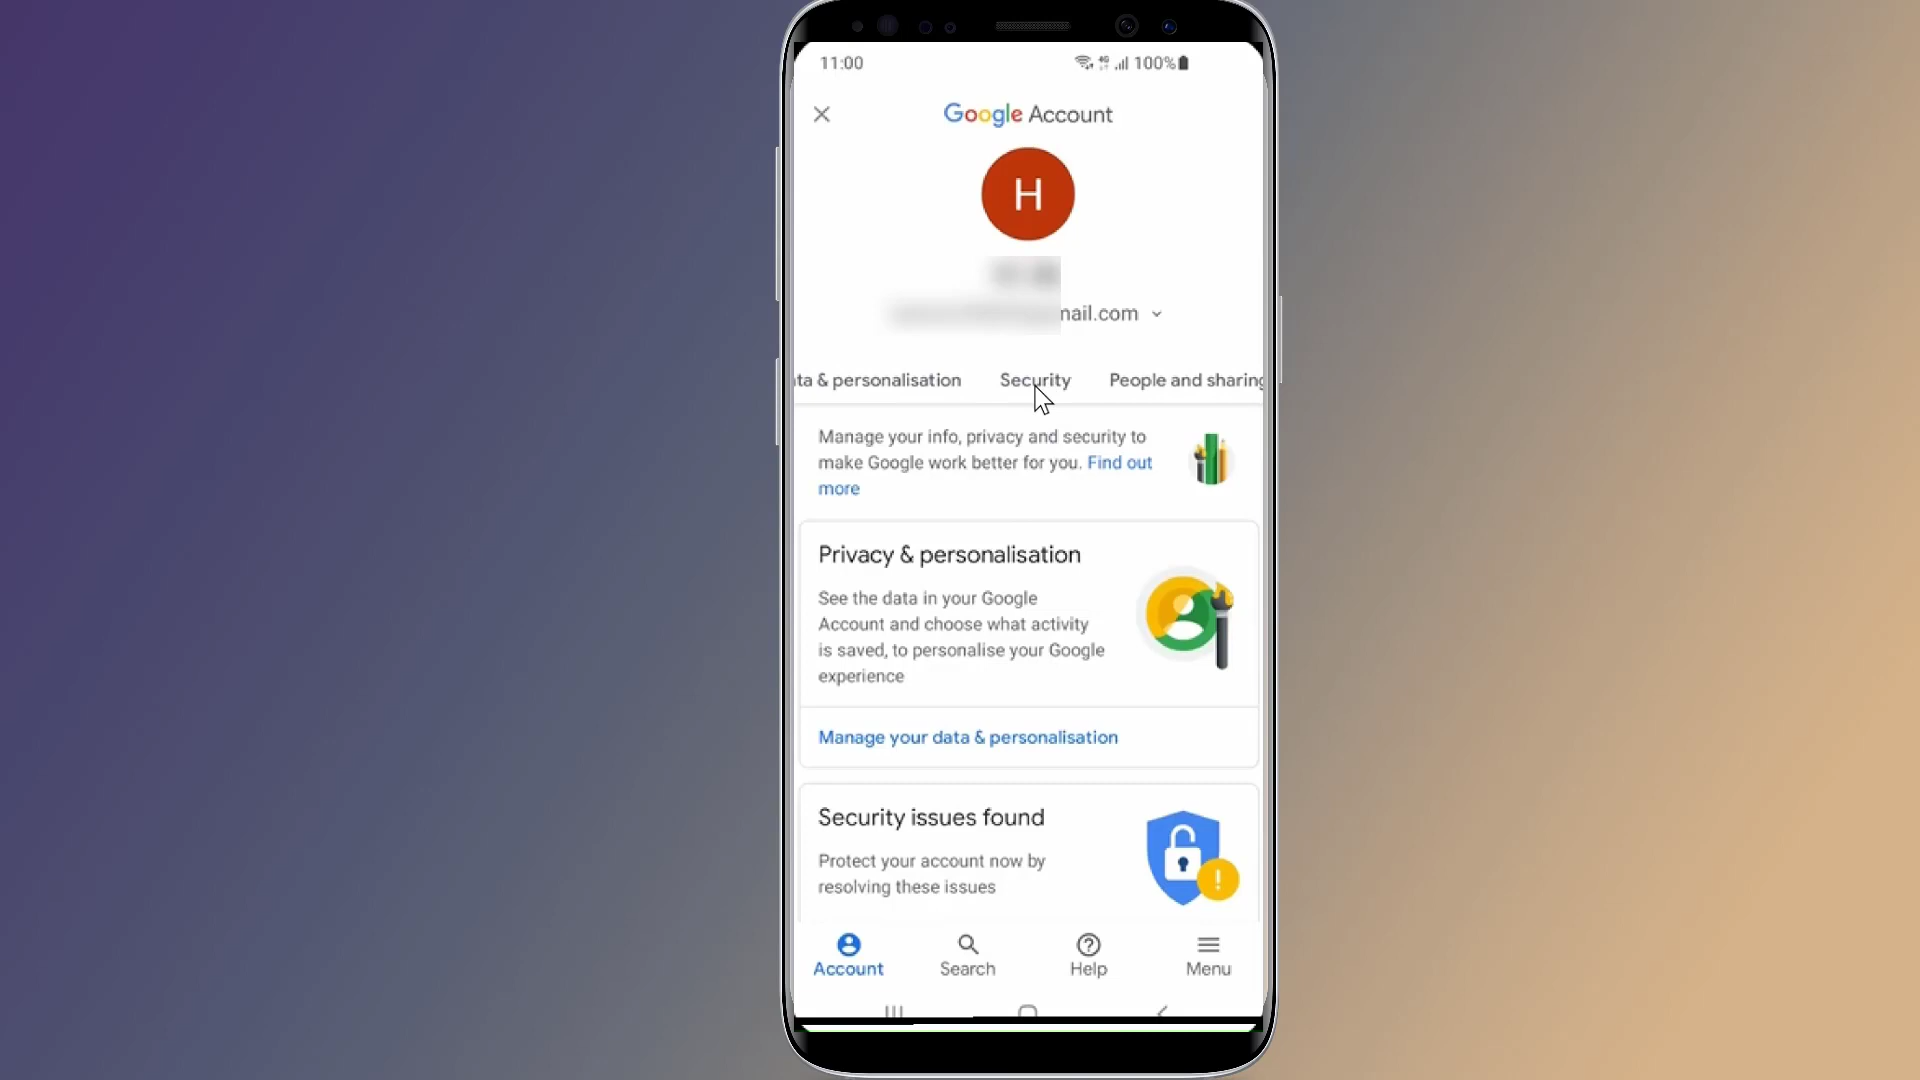 11:00
4G 100%
Google Account
H
mail.com
ta & personalisation Security People and sharing
Manage your info, privacy and security to
make Google work better for you. Find out
more
Privacy & personalisation
See the data in your Google
Account and choose what activity
is saved, to personalise your Google
experience
Manage your data & personalisation
Security issues found
Protect your account now by
resolving these issues
Account Search Help Menu